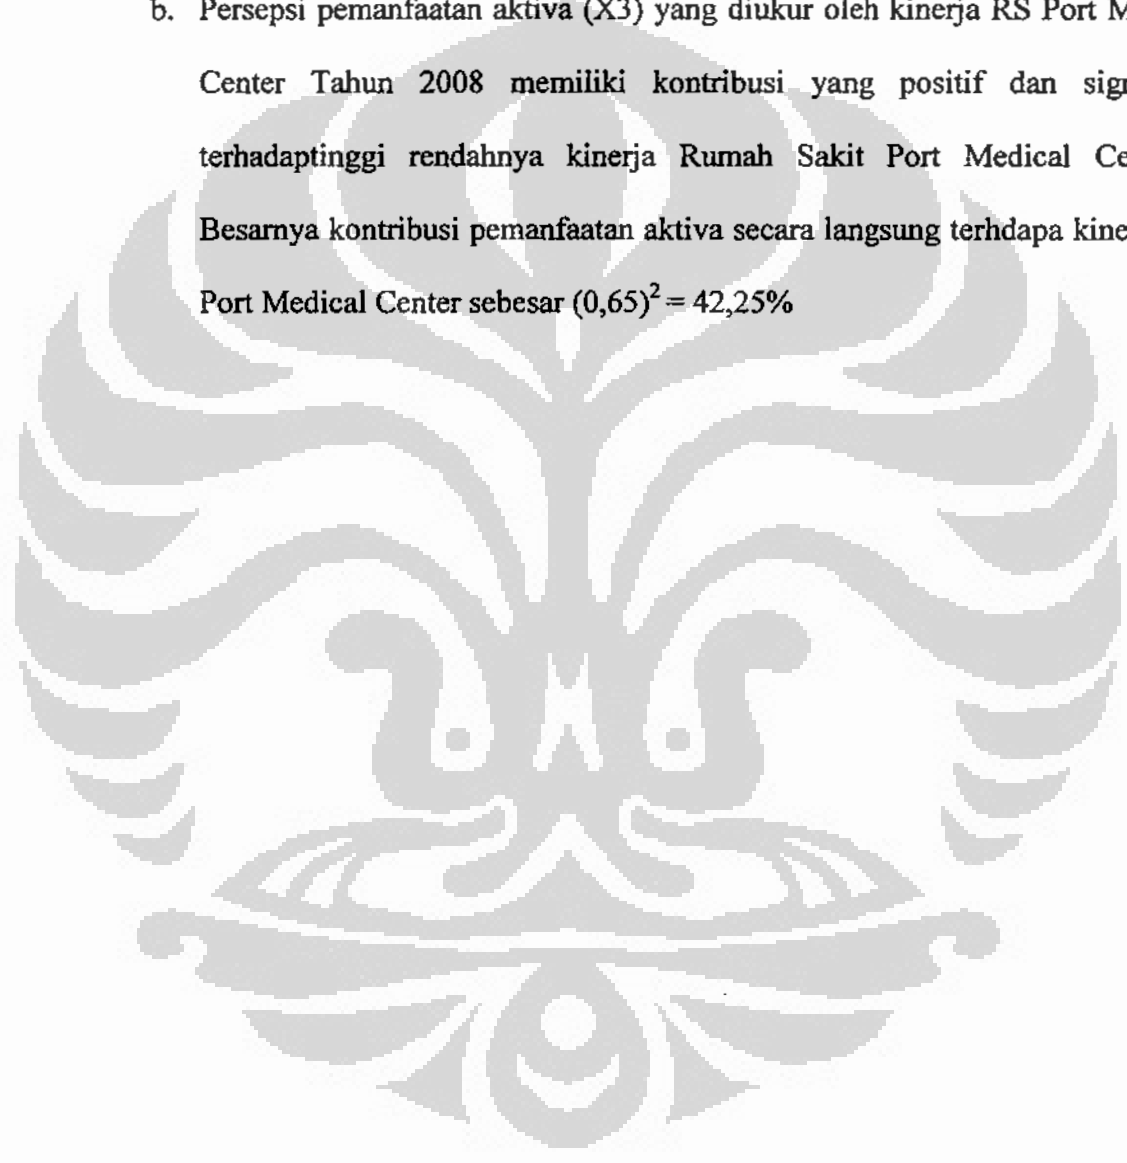 b. Persepsi pemanfaatan aktiva (X3) yang diukur oleh kinerja RS Port M
Center Tahun 2008 memiliki kontribusi yang positif dan sig
terhadaptinggi rendahnya kinerja Rumah Sakit Port Medical Ce
Besarnya kontribusi pemanfaatan aktiva secara langsung terhdapa kine
Port Medical Center sebesar (0,65)² = 42,25%